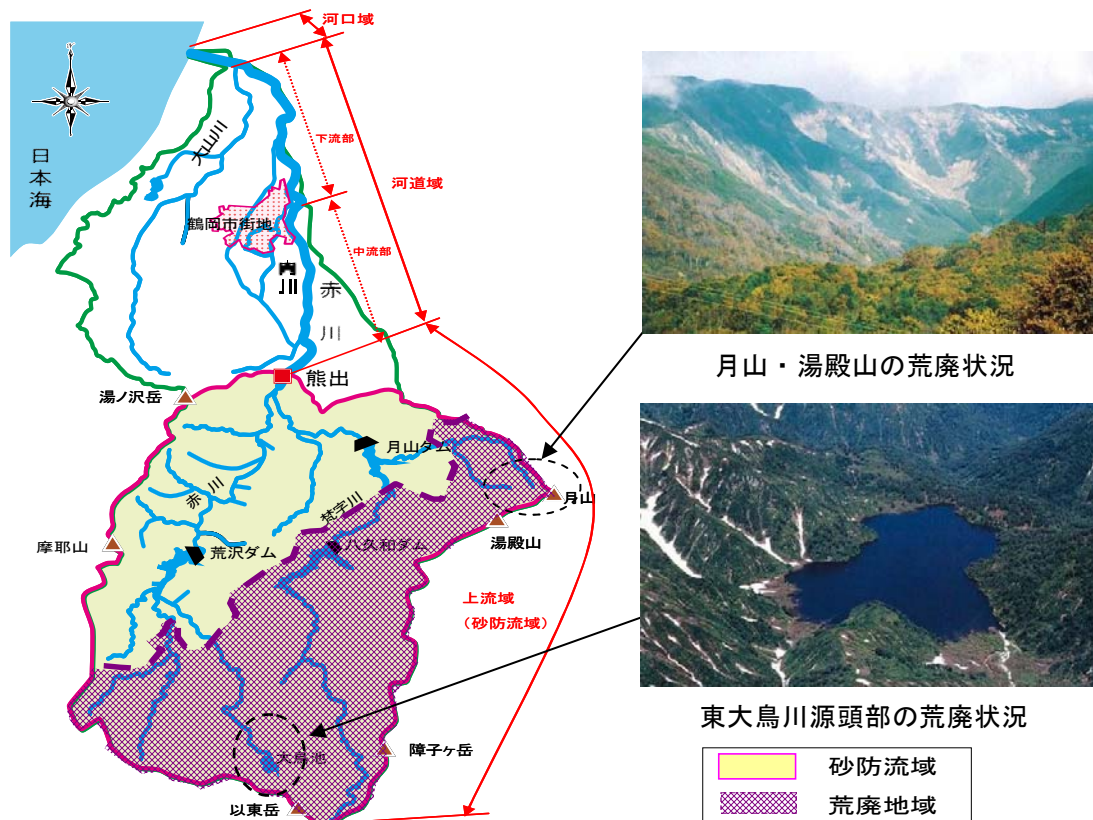 河口域
日本海
大山川
下流部
河道域
鶴岡市街地
中流部
内川
赤川
熊出
湯ノ沢岳
月山ダム
月山
梵字川
湯殿山
赤川
摩耶山
荒沢ダム
八久和ダム
上流域
(砂防流域)
大鳥池
障子ヶ岳
以東岳
月山・湯殿山の荒廃状況
東大鳥川源頭部の荒廃状況
砂防流域
荒廃地域